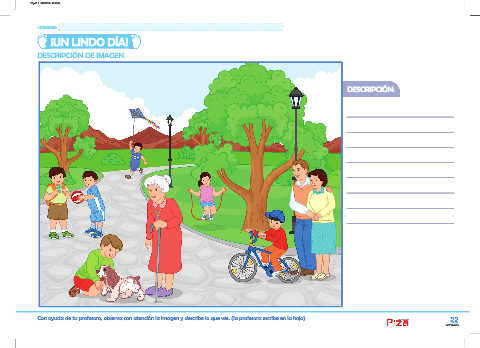 ¡UN LINDO DÍA!
DESCRIPCIÓN DE IMAGEN
DESCRIPCIÓN
Con ayuda de tu profesora, observa con atención la imagen y describe lo que ves. (la profesora escribe en la hoja)
22